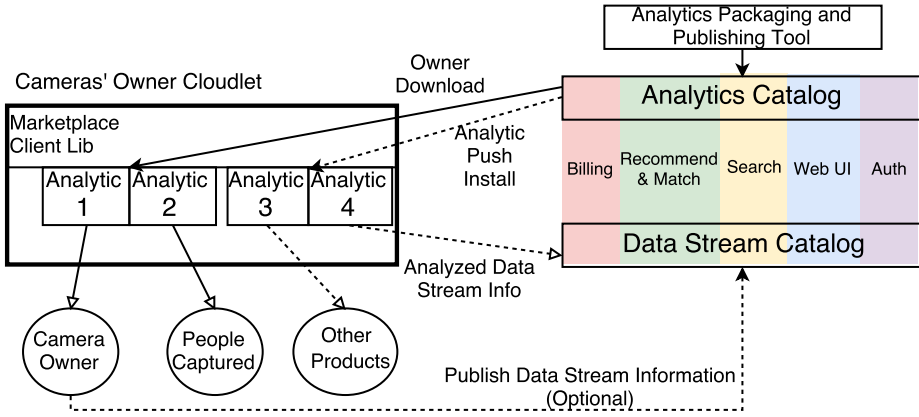 Analytics Packaging and
Publishing Tool
Cameras' Owner Cloudlet
Owner
Download
Analytics Catalog
Marketplace
Client Lib
Analytic
Push
Install
Billing
Recommend
& Match
Search
Web UI
Auth
Analytic
1
Analytic
2
Analytic
3
Analytic
4
Data Stream Catalog
Analyzed Data
Stream Info
Camera
Owner
People
Captured
Other
Products
Publish Data Stream Information
(Optional)